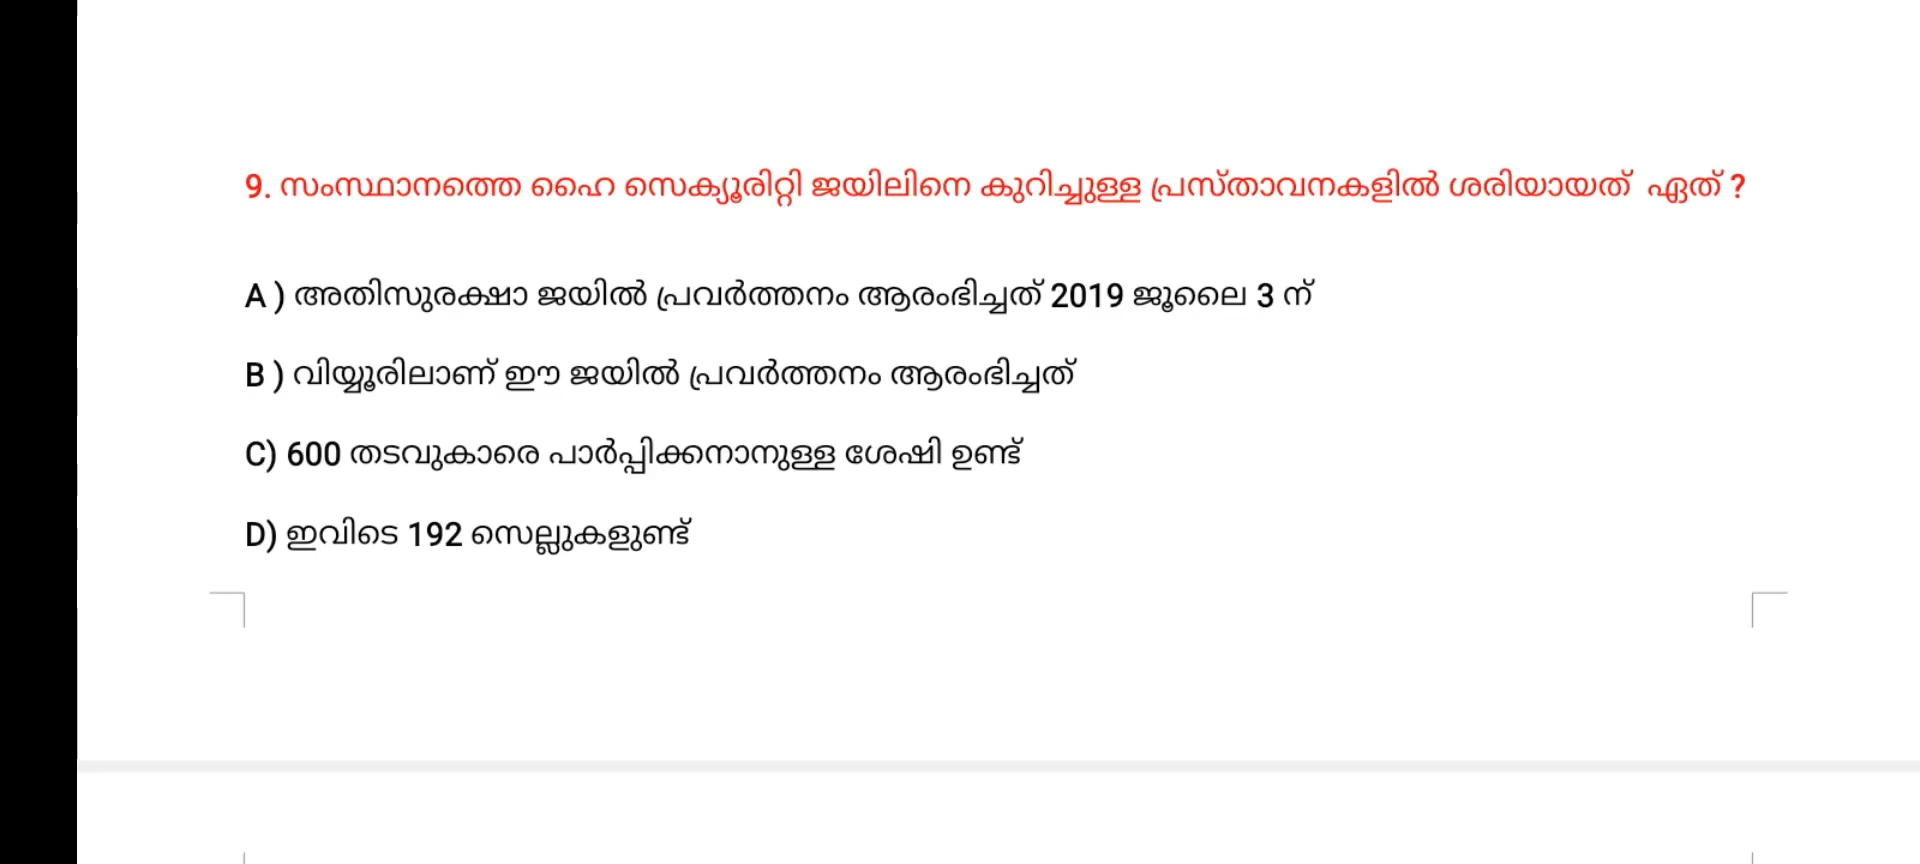 9. സംസ്ഥാനത്തെ ഹൈ സെക്യൂരിറ്റി ജയിലിനെ കുറിച്ചുള്ള പ്രസ്താവനകളിൽ ശരിയായത് ഏത് ?
A ) അതിസുരക്ഷാ ജയിൽ പ്രവർത്തനം ആരംഭിച്ചത് 2019 ജൂലൈ 3 ന്
B ) വിയ്യൂരിലാണ് ഈ ജയിൽ പ്രവർത്തനം ആരംഭിച്ചത്
C) 600 തടവുകാരെ പാർപ്പിക്കനാനുള്ള ശേഷി ഉണ്ട്
D) ഇവിടെ 192 സെല്ലുകളുണ്ട്